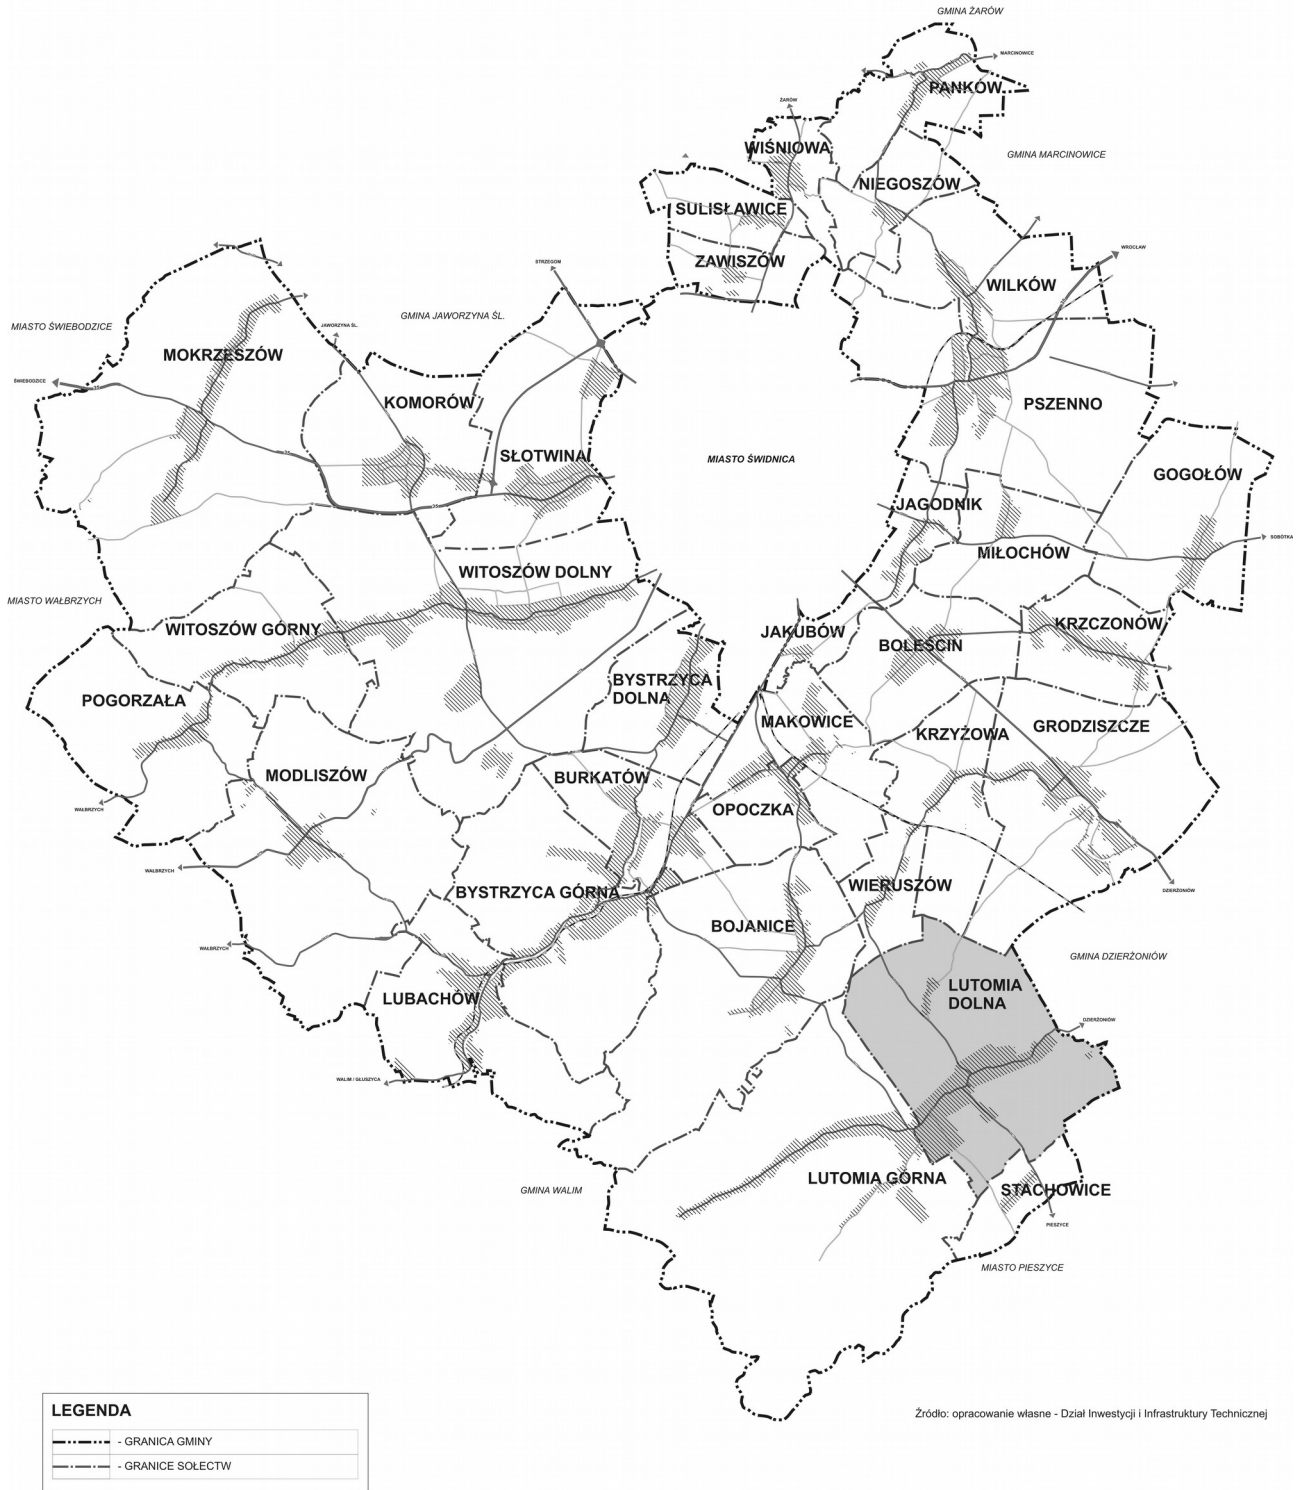 GMINA ŻARÓW
MARCINOWICE
PANKÓW
ŻARÓW
WIŚNIOWA
GMINA MARCINOWICE
NIEGOSZÓW
SULISŁAWICE
ZAWISZÓW
WROCŁAW
STRZEGOM
WILKÓW
GMINA JAWORZYNA ŚL.
MIASTO ŚWIEBODZICE
JAWORZYNA ŚL.
MOKRZESZÓW
ŚWIEBODZICE
KOMORÓW
PSZENNO
SŁOTWINA
MIASTO ŚWIDNICA
GOGOŁÓW
JAGODNIK
SOBÓTKA
MIŁOCHÓW
WITOSZÓW DOLNY
MIASTO WAŁBRZYCH
WITOSZÓW GÓRNY
JAKUBÓW
KRZCZONÓW
BOLEŚCIN
BYSTRZYCA
DOLNA
POGORZAŁA
MAKOWICE
KRZYŻOWA
GRODZISZCZE
MODLISZÓW
BURKATÓW
OPOCZKA
WAŁBRZYCH
WAŁBRZYCH
BYSTRZYCA GÓRNA
WIERUSZÓW
DZIERŻONIÓW
BOJANICE
WAŁBRZYCH
GMINA DZIERŻONIÓW
LUBACHÓW
LUTOMIA
DOLNA
DZIERŻONIÓW
WALIM / GŁUSZYCA
LUTOMIA GÓRNA
STACHOWICE
GMINA WALIM
PIESZYCE
MIASTO PIESZYCE
LEGENDA
- GRANICA GMINY
- GRANICE SOŁECTW
Źródło: opracowanie własne - Dział Inwestycji i Infrastruktury Technicznej